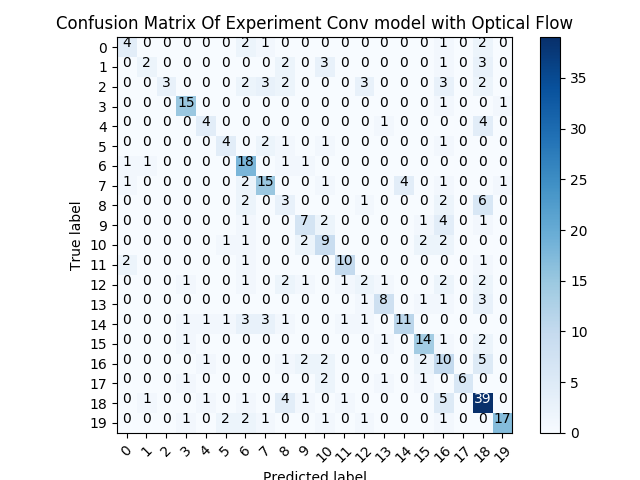 Confusion Matrix Of Experiment Conv model with Optical Flow
0 4 0 0 0 0 0 2 1 0 0 0 0 0 0 0 0 1 0 2 0
1 0 2 0 0 0 0 0 0 2 0 3 0 0 0 0 0 1 0 3 0
2 0 0 3 0 0 0 2 3 2 0 0 0 3 0 0 0 3 0 2 0
3 0 0 0 15 0 0 0 0 0 0 0 0 0 0 0 0 1 0 0 1
4 0 0 0 0 4 0 0 0 0 0 0 0 0 1 0 0 0 0 4 0
5 0 0 0 0 0 4 0 2 1 0 1 0 0 0 0 0 1 0 0 0
6 1 1 0 0 0 0 18 0 1 1 0 0 0 0 0 0 0 0 0 0
7 1 0 0 0 0 0 2 15 0 0 1 0 0 0 4 0 0 0 0 1
8 0 0 0 0 0 0 2 0 3 0 0 0 1 0 0 0 2 0 6 0
9 0 0 0 0 0 0 1 0 0 7 2 0 0 0 0 1 4 0 1 0
10 0 0 0 0 0 1 1 0 0 2 9 0 0 0 0 2 2 0 0 0
11 2 0 0 0 0 0 1 0 0 0 0 10 0 0 0 0 0 0 1 0
12 0 0 0 1 0 0 1 0 2 1 0 1 2 1 0 0 2 0 2 0
13 0 0 0 0 0 0 0 0 0 0 0 0 1 8 0 1 1 0 3 0
14 0 0 0 1 1 1 3 3 1 0 0 1 1 0 11 0 0 0 0 0
15 0 0 0 1 0 0 0 0 0 0 0 0 0 1 0 14 1 0 2 0
16 0 0 0 0 1 0 0 0 1 2 2 0 0 0 0 2 10 0 5 0
17 0 0 0 1 0 0 0 0 0 0 2 0 0 1 0 1 0 6 0 0
18 0 1 0 0 1 0 1 0 4 1 0 1 0 0 0 0 5 0 39 0
19 0 0 0 1 0 2 2 0 1 0 1 0 1 0 0 0 1 0 0 17
0 1 2 3 4 5 6 7 8 9 10 11 12 13 14 15 16 17 18 19
True label
Predicted label
35
30
25
20
15
10
5
0